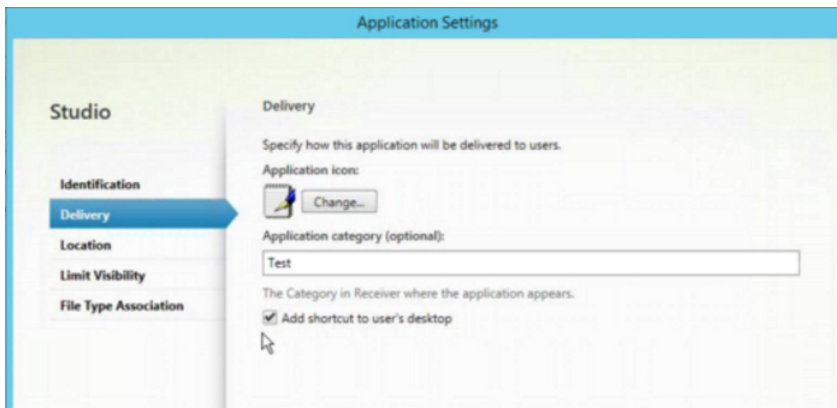 Application Settings
Studio
Identification
Delivery
Location
Limit Visibility
File Type Association
Delivery
Specify how this application will be delivered to users.
Application icon:
Change...
Application category (optional):
Test
The Category in Receiver where the application appears.
Add shortcut to user's desktop